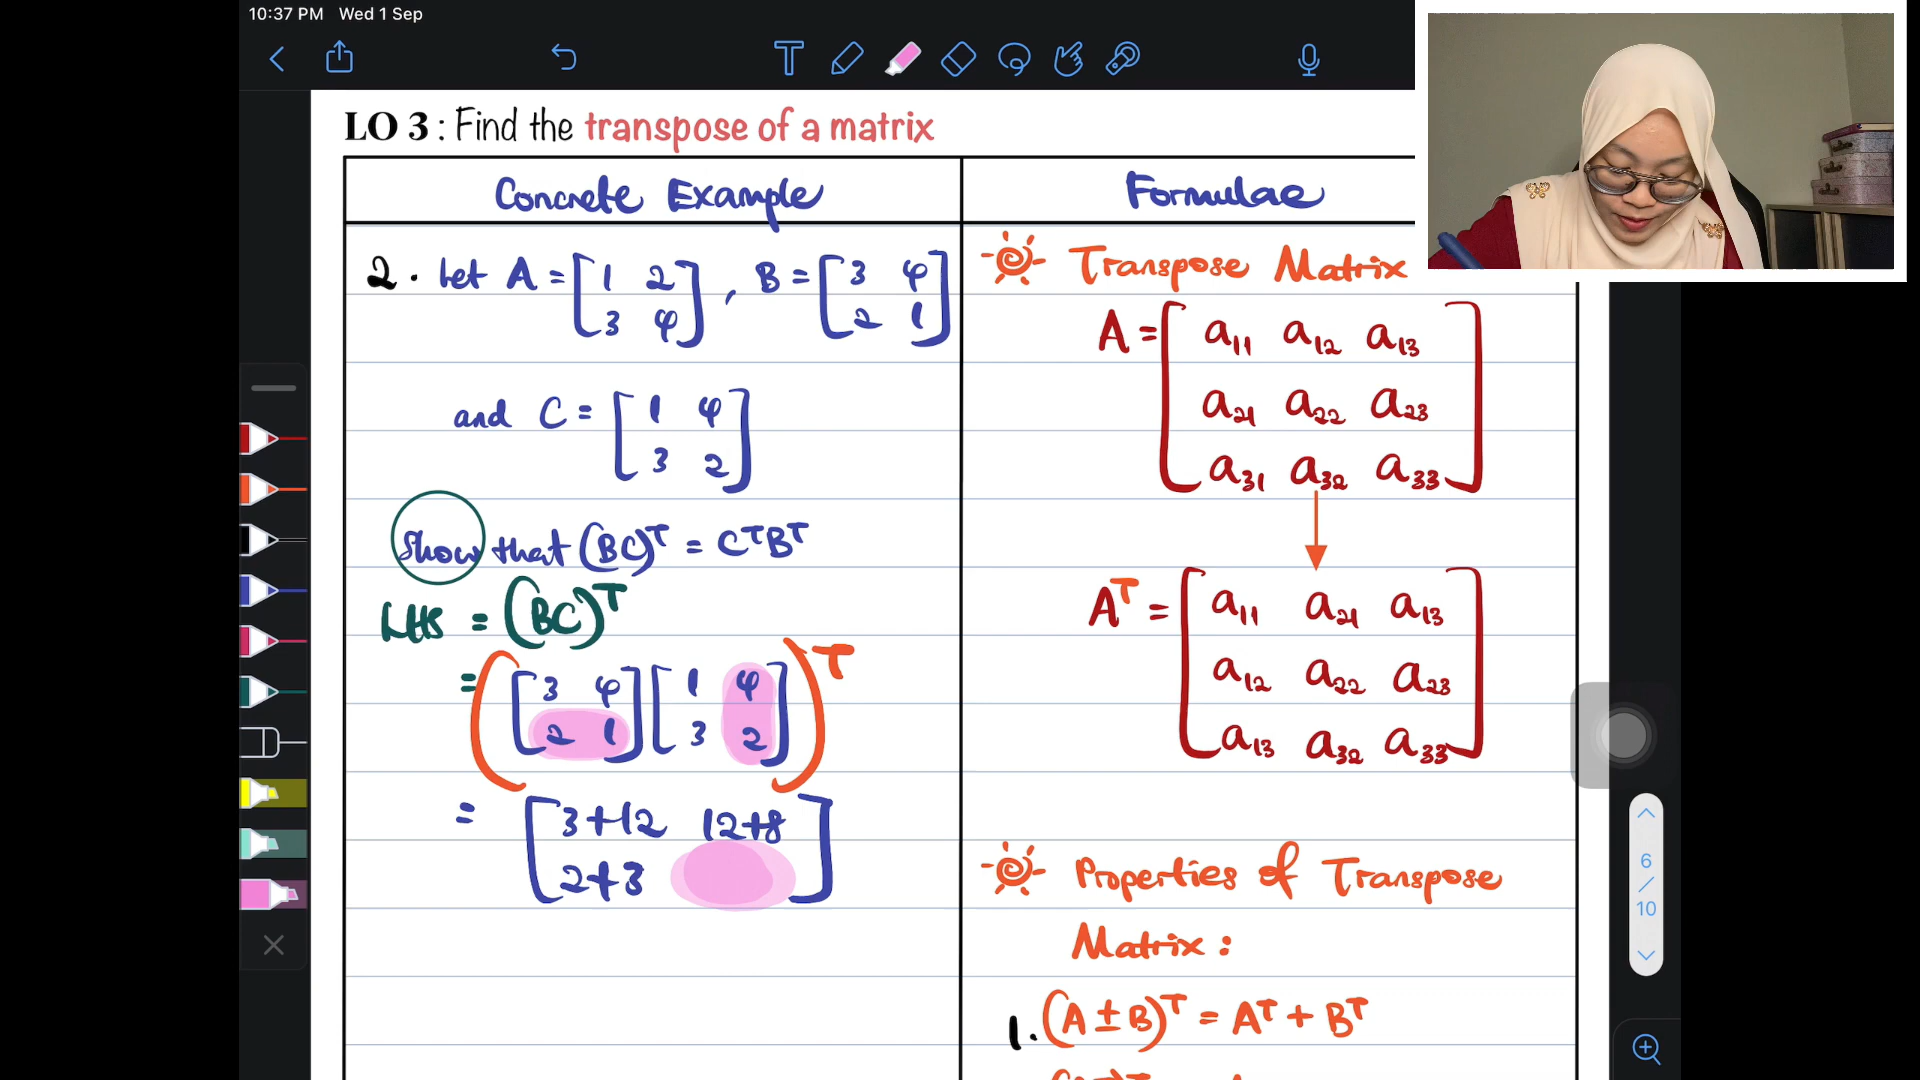 10:37 PM Wed 1 Sep
LO 3 : Find the transpose of a matrix
Concrete Example
2. Let A = [1 2
3 4], B = [3 4
2 1]
and C = [1 4
3 2]
Show that (BC)ᵀ = CᵀBᵀ
LHS = (BC)ᵀ
= ([3 4
2 1] [1 4
3 2])ᵀ
= [3+12 12+8
2+3 ]
Formulae
Transpose Matrix
A = [a₁₁ a₁₂ a₁₃
a₂₁ a₂₂ a₂₃
a₃₁ a₃₂ a₃₃]
Aᵀ = [a₁₁ a₂₁ a₁₃
a₁₂ a₂₂ a₂₃
a₁₃ a₃₂ a₃₃]
Properties of Transpose
Matrix :
1. (A ± B)ᵀ = Aᵀ + Bᵀ
6
/
10